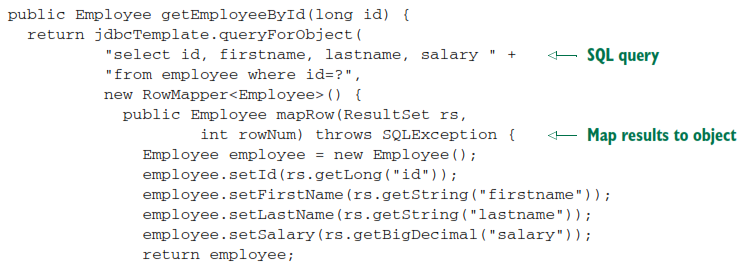 public Employee getEmployeeById(long id) {
  return jdbcTemplate.queryForObject(
          "select id, firstname, lastname, salary " + SQL query
          "from employee where id=?",
          new RowMapper<Employee>() {
            public Employee mapRow(ResultSet rs,
                    int rowNum) throws SQLException { Map results to object
              Employee employee = new Employee();
              employee.setId(rs.getLong("id"));
              employee.setFirstName(rs.getString("firstname"));
              employee.setLastName(rs.getString("lastname"));
              employee.setSalary(rs.getBigDecimal("salary"));
              return employee;